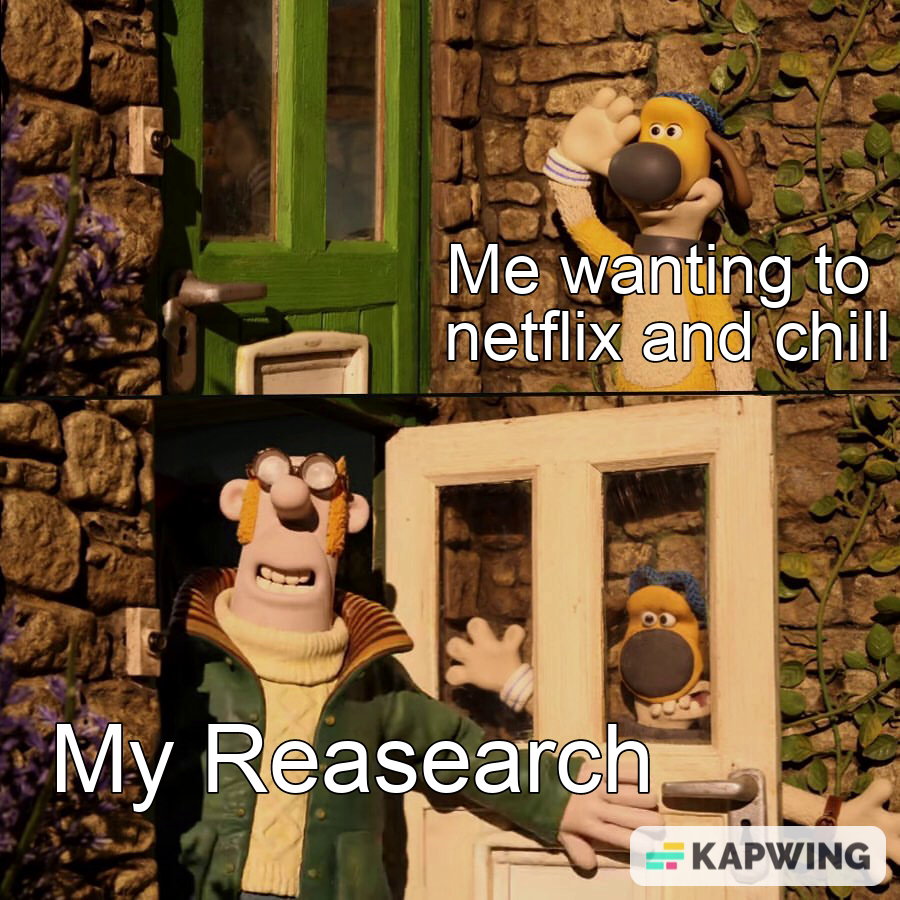 Me wanting to
netflix and chill
My Reasearch
KAPWING